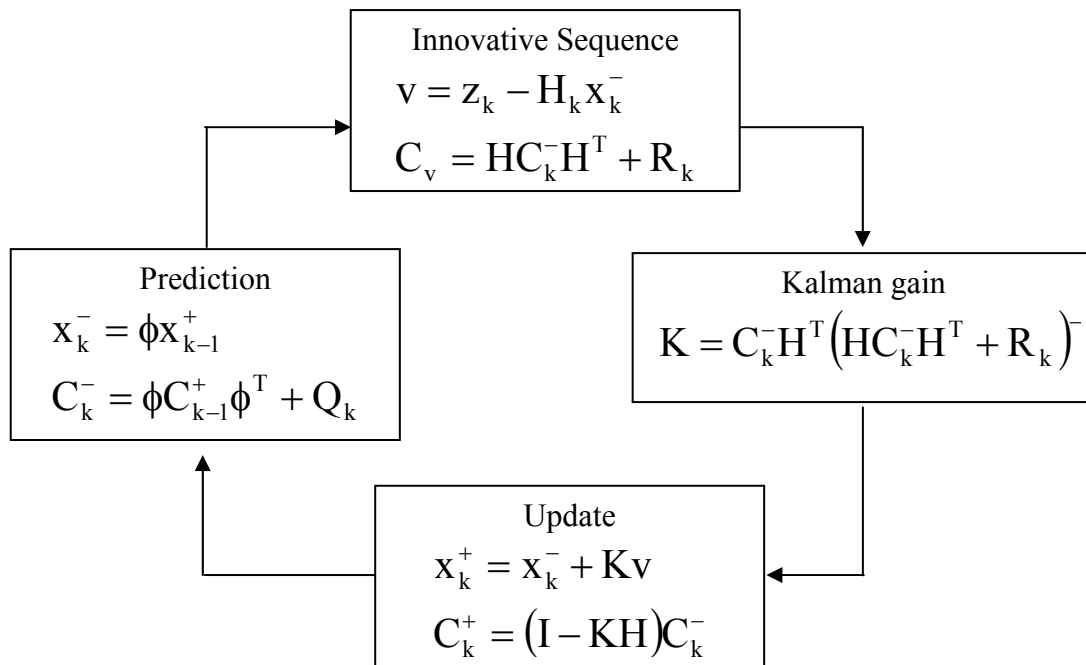 Innovative Sequence
v = z_k − H_k x_k^−
C_v = HC_k^− H^T + R_k
Prediction
x_k^− = ϕx_{k−1}^+
C_k^− = ϕC_{k−1}^+ ϕ^T + Q_k
Kalman gain
K = C_k^− H^T (HC_k^− H^T + R_k)^−
Update
x_k^+ = x_k^− + Kv
C_k^+ = (I − KH)C_k^−